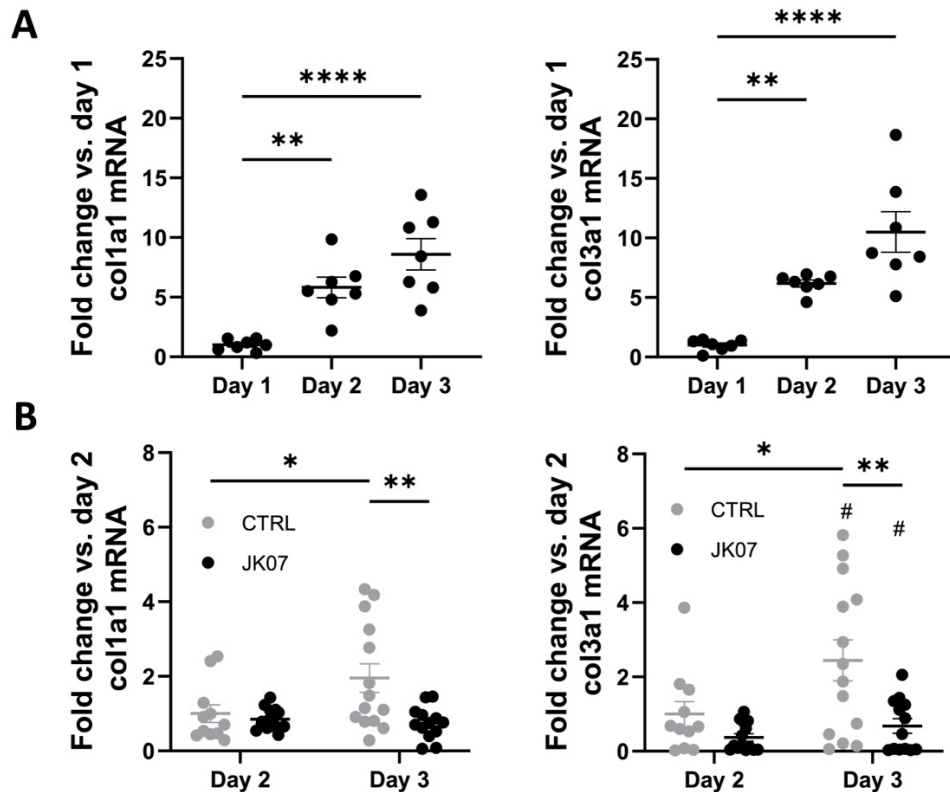 A
Fold change vs. day 1
col1a1 mRNA
25
20
15
10
5
0
****
**
Day 1 Day 2 Day 3
Fold change vs. day 1
col3a1 mRNA
25
20
15
10
5
0
****
**
Day 1 Day 2 Day 3
B
Fold change vs. day 2
col1a1 mRNA
8
6
4
2
0
*
**
CTRL
JK07
Day 2 Day 3
Fold change vs. day 2
col3a1 mRNA
8
6
4
2
0
*
**
CTRL
JK07
#
#
Day 2 Day 3